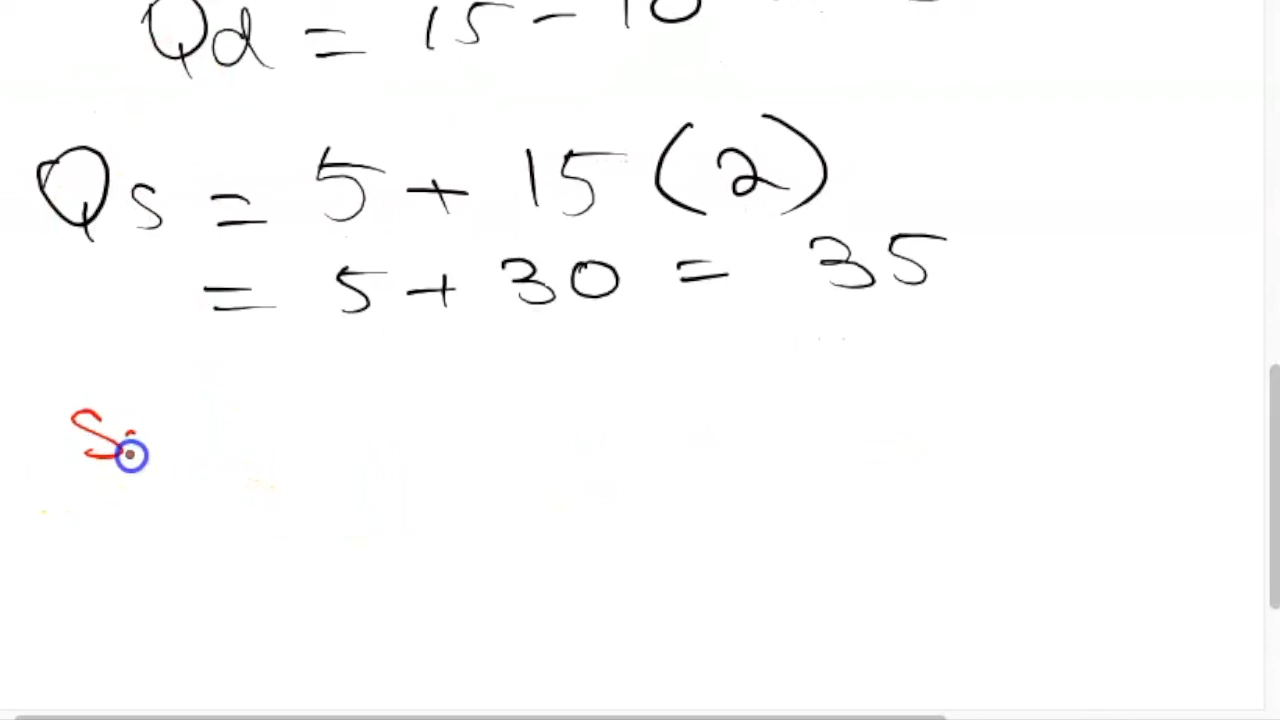 Qd = 15 - 10
Qs = 5 + 15 (2)
= 5 + 30 = 35